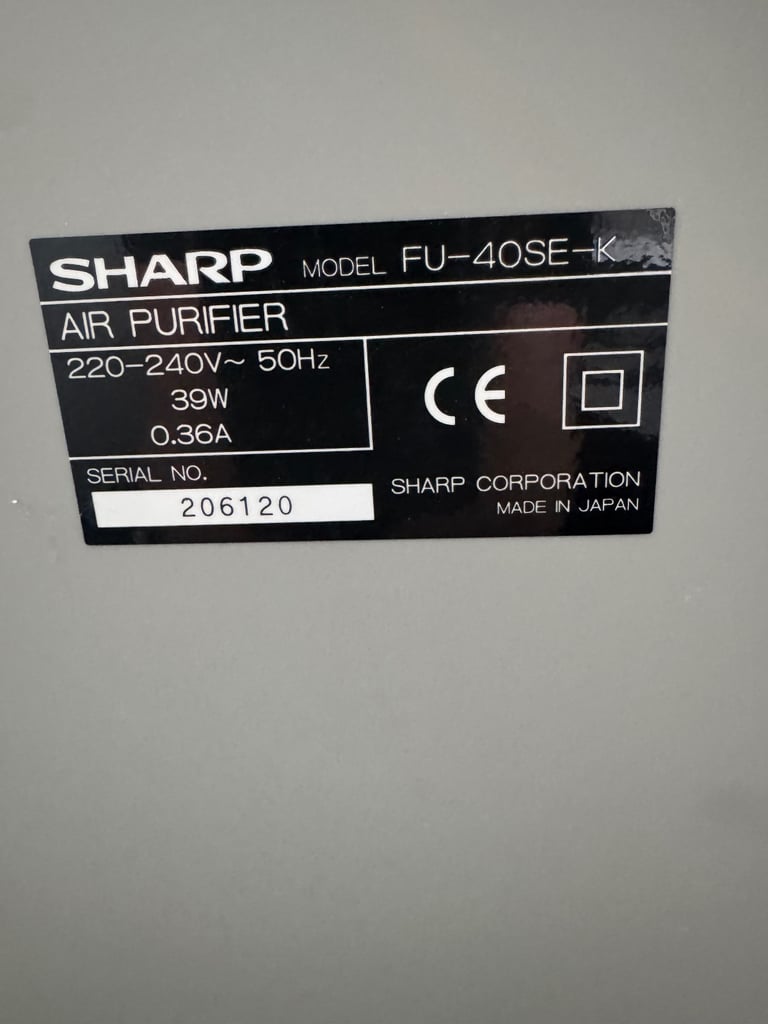 SHARP MODEL FU-40SE-K
AIR PURIFIER
220-240V~ 50Hz
39W
0.36A
CE
SERIAL NO.
206120
SHARP CORPORATION
MADE IN JAPAN